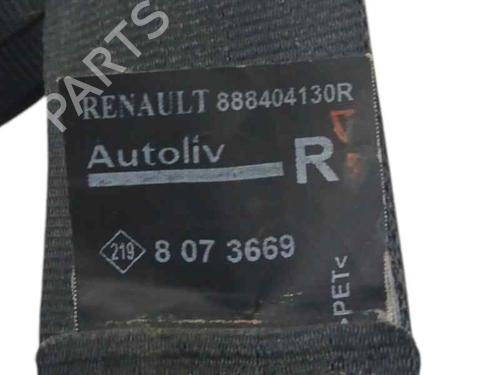 PARTS
RENAULT 888404130R
Autoliv R
219 8 07 3669
>PET<